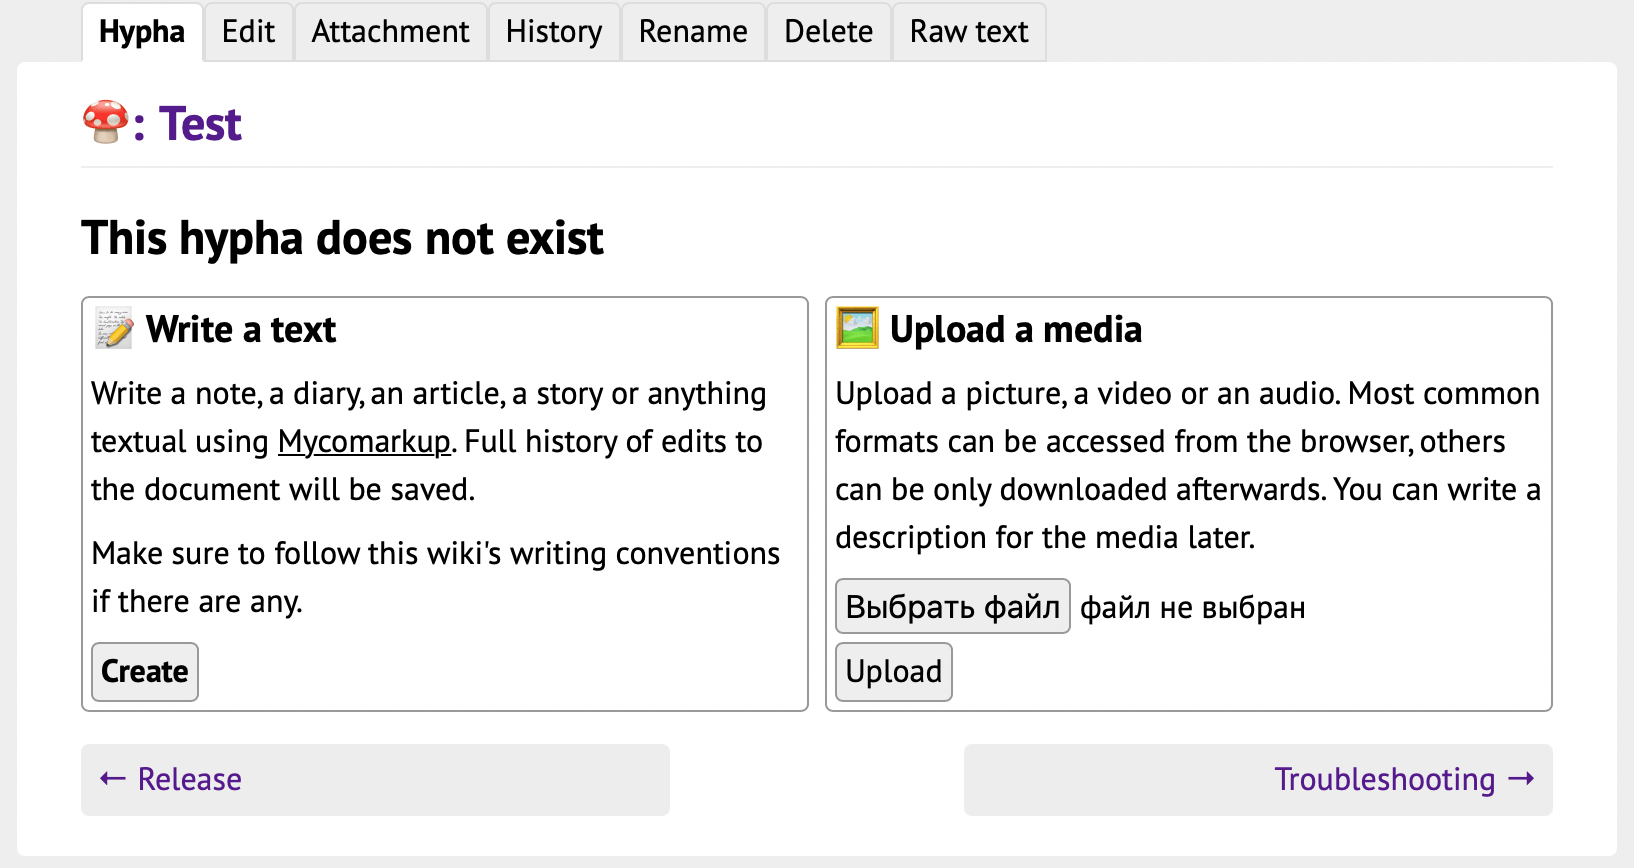 Hypha Edit Attachment History Rename Delete Raw text
: Test
This hypha does not exist
Write a text
Write a note, a diary, an article, a story or anything
textual using Mycomarkup. Full history of edits to
the document will be saved.
Make sure to follow this wiki's writing conventions
if there are any.
Create
Upload a media
Upload a picture, a video or an audio. Most common
formats can be accessed from the browser, others
can be only downloaded afterwards. You can write a
description for the media later.
Выбрать файл файл не выбран
Upload
← Release
Troubleshooting →